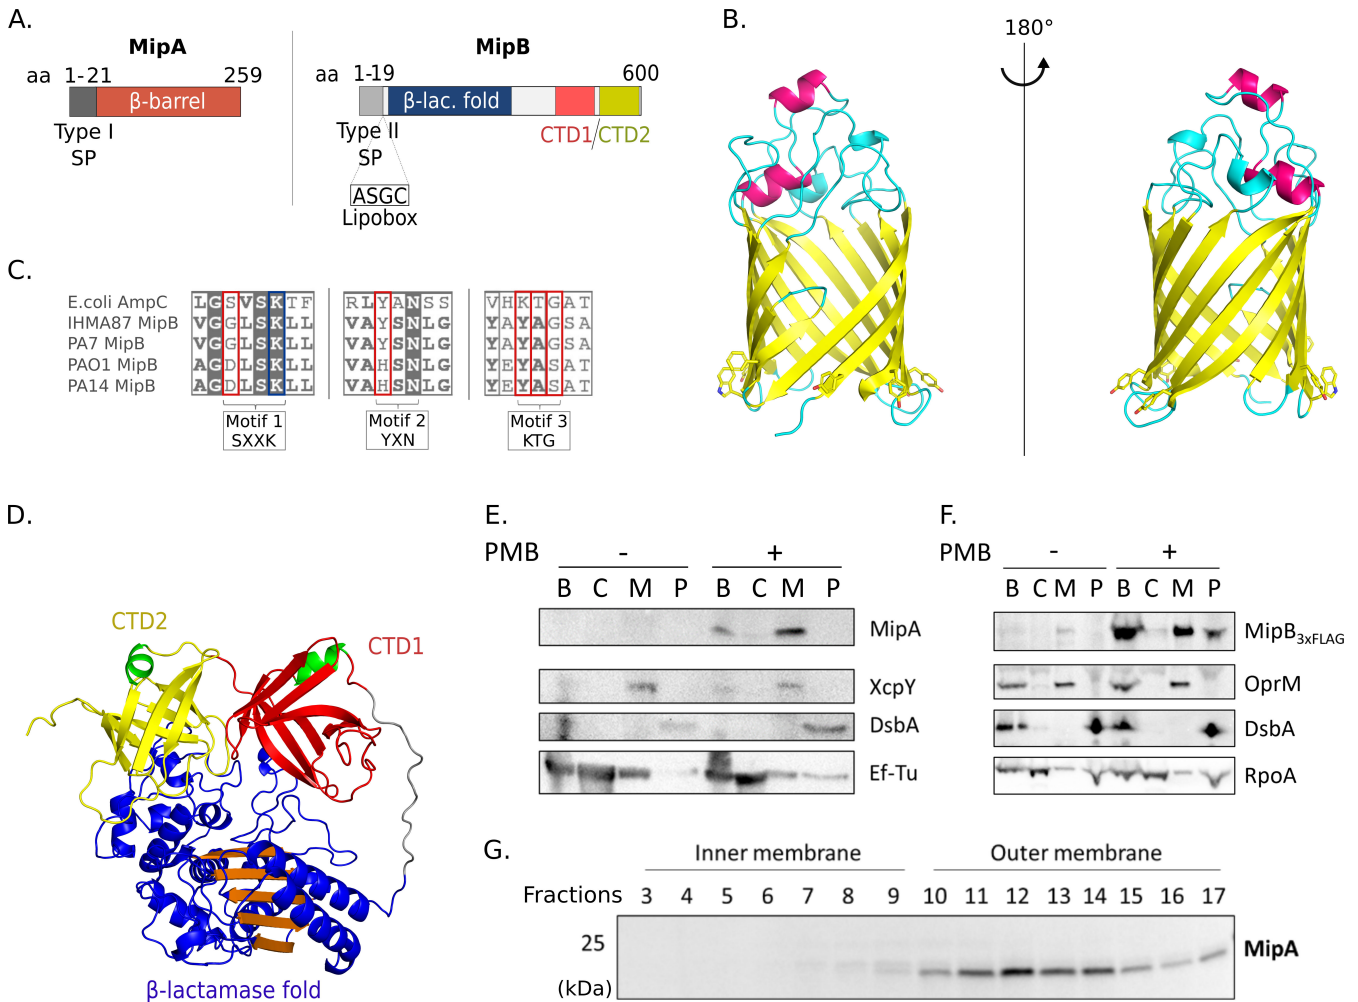 A.
MipA
aa 1-21 259
β-barrel
Type I
SP
MipB
aa 1-19 600
β-lac. fold
Type II
SP
CTD1/CTD2
ASGC
Lipobox
B.
180°
C.
E.coli AmpC LGSVSKTF RLYANSS VHKTGAT
IHMA87 MipB VGGLSKLL VAYSNLG YAYAGSA
PA7 MipB VGGLSKLL VAYSNLG YAYAGSA
PAO1 MipB AGDLSKLL VAHSNLG YEYASAT
PA14 MipB AGDLSKLL VAHSNLG YEYASAT
Motif 1 Motif 2 Motif 3
SXXK YXN KTG
D.
CTD2
CTD1
β-lactamase fold
E.
PMB - +
B C M P B C M P
MipA
XcpY
DsbA
Ef-Tu
F.
PMB - +
B C M P B C M P
MipB3xFLAG
OprM
DsbA
RpoA
G.
Inner membrane Outer membrane
Fractions 3 4 5 6 7 8 9 10 11 12 13 14 15 16 17
25
(kDa)
MipA